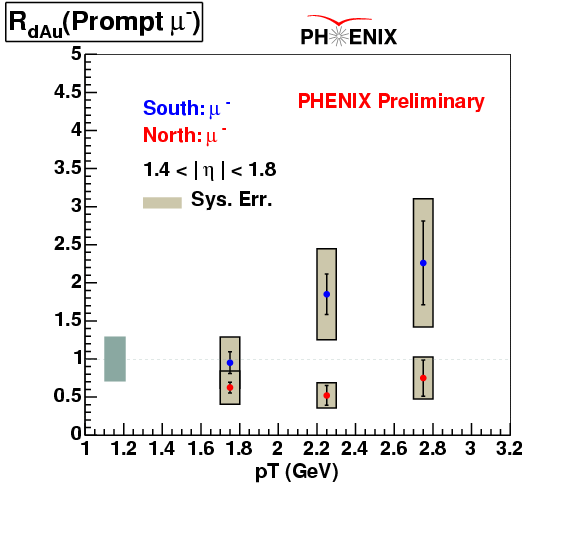 R_dAu(Prompt μ⁻)
PH ENIX
PHENIX Preliminary
South: μ⁻
North: μ⁻
1.4 < | η | < 1.8
Sys. Err.
5
4.5
4
3.5
3
2.5
2
1.5
1
0.5
0
1 1.2 1.4 1.6 1.8 2 2.2 2.4 2.6 2.8 3 3.2
pT (GeV)